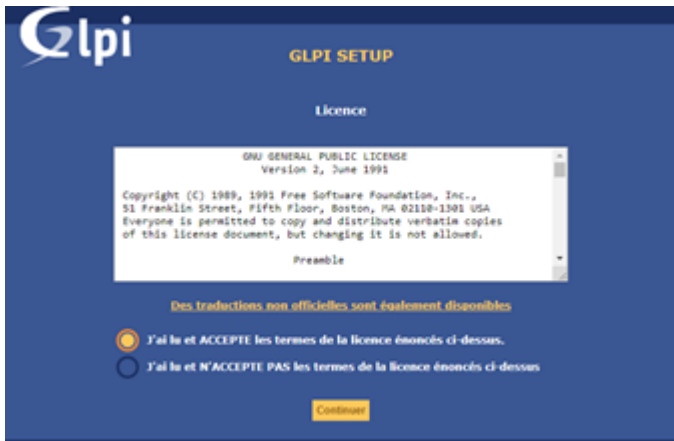 Glpi
GLPI SETUP
Licence
GNU GENERAL PUBLIC LICENSE
Version 2, June 1991
Copyright (C) 1989, 1991 Free Software Foundation, Inc.,
51 Franklin Street, Fifth Floor, Boston, MA 02110-1301 USA
Everyone is permitted to copy and distribute verbatim copies
of this license document, but changing it is not allowed.
Preamble
Des traductions non officielles sont également disponibles
J'ai lu et ACCEPTE les termes de la licence énoncés ci-dessus.
J'ai lu et N'ACCEPTE PAS les termes de la licence énoncés ci-dessus
Continuer